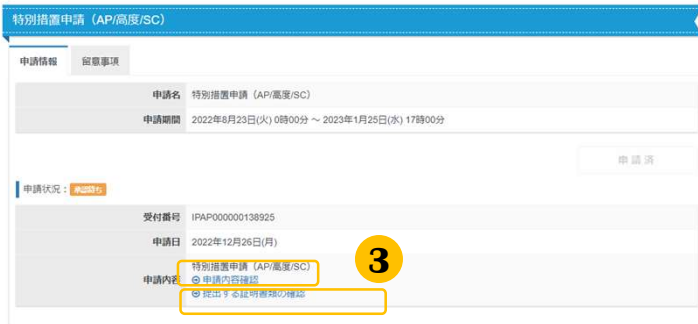 特別措置申請（AP/高度/SC）
申請情報
留意事項
申請名 特別措置申請（AP/高度/SC）
申請期間 2022年8月23日(火) 0時00分 ～ 2023年1月25日(水) 17時00分
申請済
申請状況： 承認待ち
受付番号 IPAP000000138925
申請日 2022年12月26日(月)
3
特別措置申請（AP/高度/SC）
申請内容 申請内容確認
提出する証明書類の確認